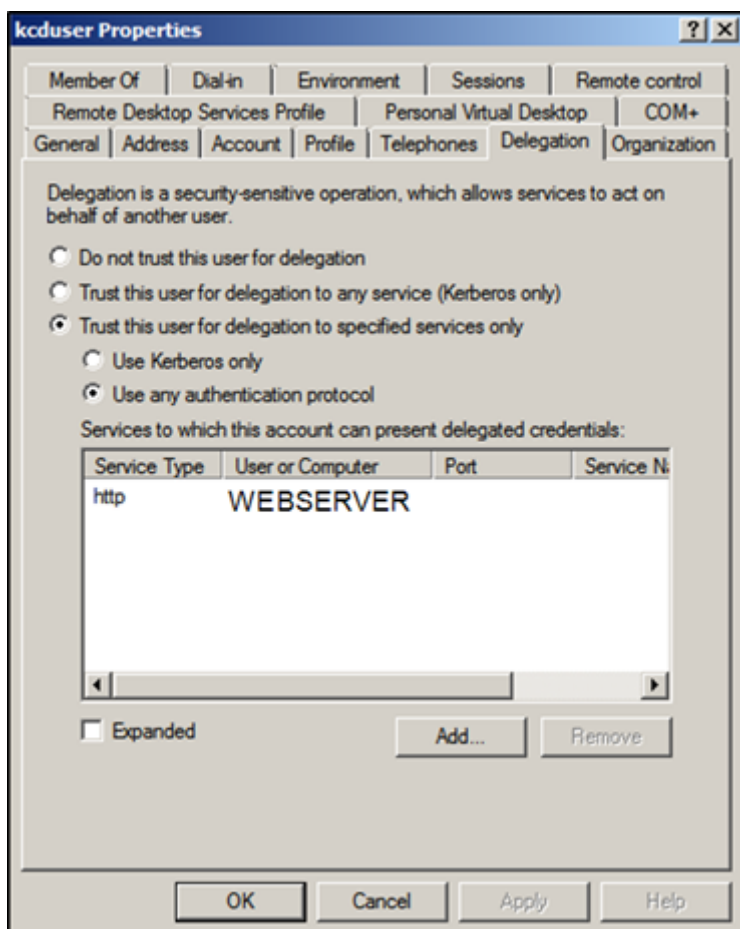 kcduser Properties
Member Of Dial-in Environment Sessions Remote control
Remote Desktop Services Profile Personal Virtual Desktop COM+
General Address Account Profile Telephones Delegation Organization
Delegation is a security-sensitive operation, which allows services to act on
behalf of another user.
Do not trust this user for delegation
Trust this user for delegation to any service (Kerberos only)
Trust this user for delegation to specified services only
Use Kerberos only
Use any authentication protocol
Services to which this account can present delegated credentials:
Service Type User or Computer Port Service Na
http WEBSERVER
Expanded Add... Remove
OK Cancel Apply Help